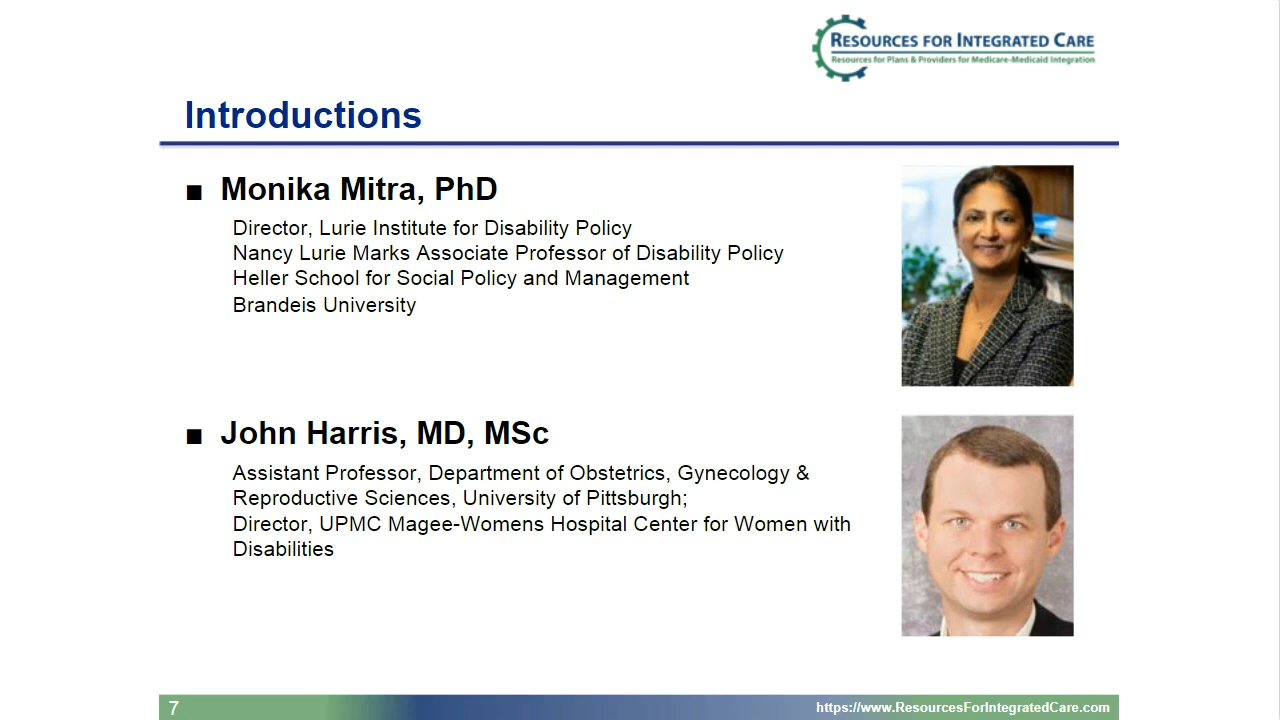 RESOURCES FOR INTEGRATED CARE
Resources for Plans & Providers for Medicare-Medicaid Integration
Introductions
■ Monika Mitra, PhD
Director, Lurie Institute for Disability Policy
Nancy Lurie Marks Associate Professor of Disability Policy
Heller School for Social Policy and Management
Brandeis University
■ John Harris, MD, MSc
Assistant Professor, Department of Obstetrics, Gynecology &
Reproductive Sciences, University of Pittsburgh;
Director, UPMC Magee-Womens Hospital Center for Women with
Disabilities
7
https://www.ResourcesForIntegratedCare.com